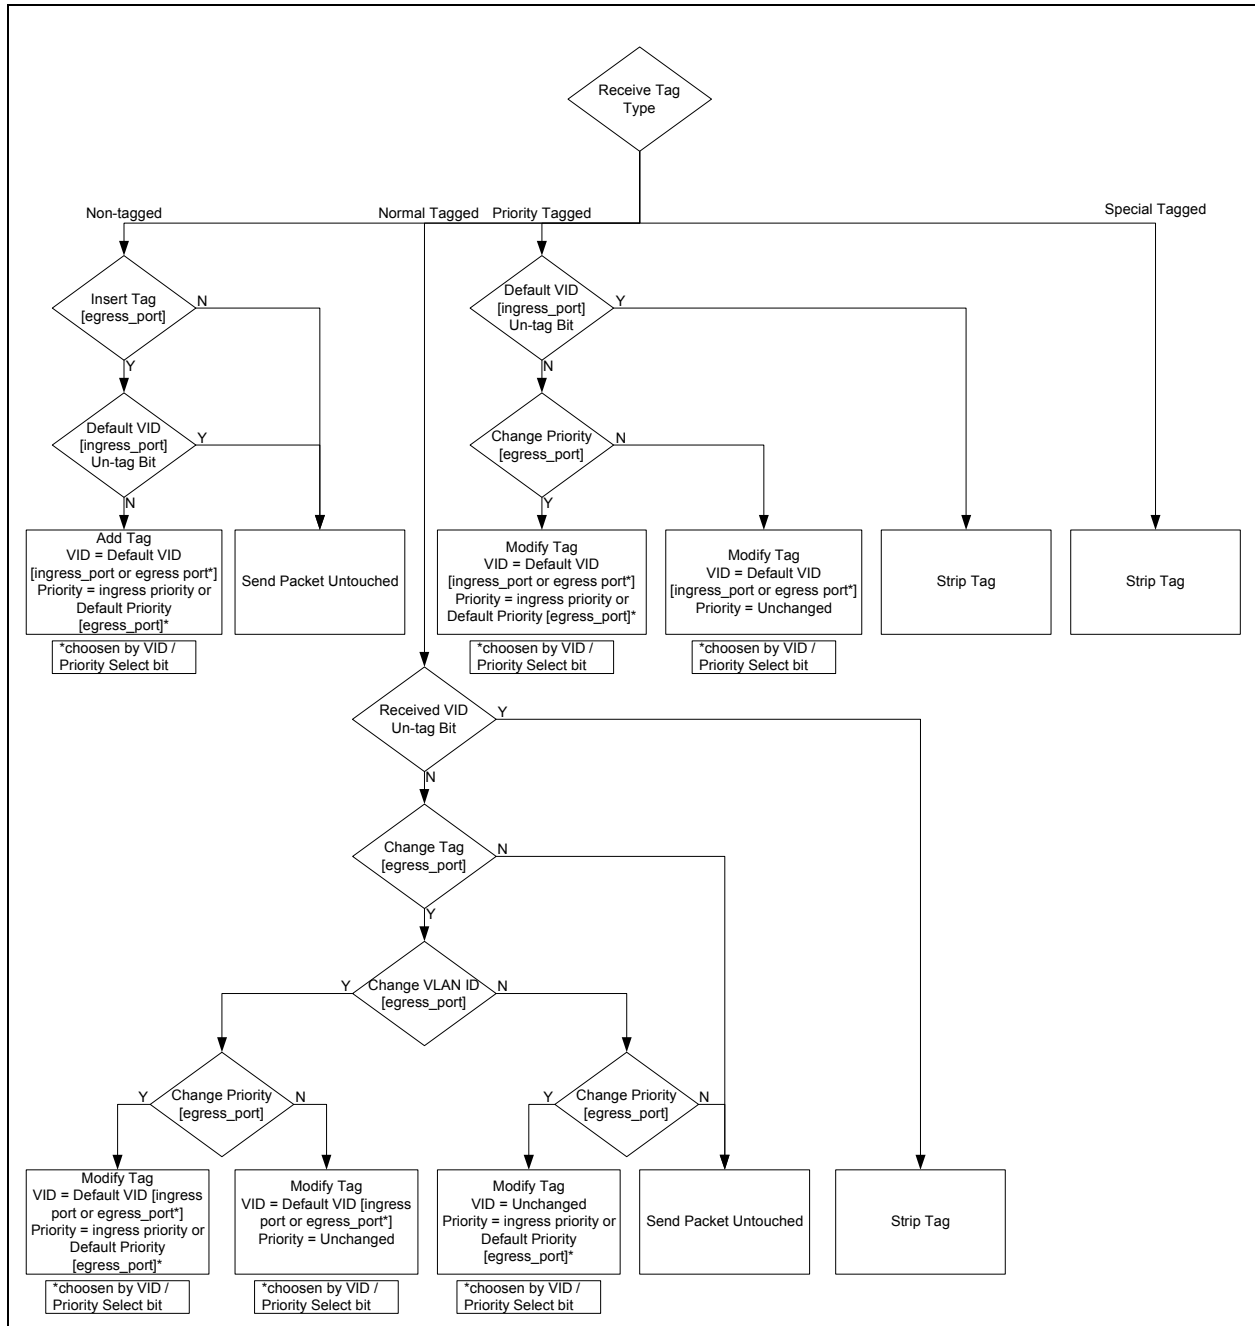 Receive Tag
Type
Non-tagged
Normal Tagged
Priority Tagged
Special Tagged
Insert Tag
[egress_port]
N
Y
Default VID
[ingress_port]
Un-tag Bit
Y
N
Default VID
[ingress_port]
Un-tag Bit
Y
N
Change Priority
[egress_port]
N
Y
Add Tag
VID = Default VID
[ingress_port or egress port*]
Priority = ingress priority or
Default Priority
[egress_port]*
*choosen by VID /
Priority Select bit
Send Packet Untouched
Modify Tag
VID = Default VID
[ingress_port or egress port*]
Priority = ingress priority or
Default Priority [egress_port]*
*choosen by VID /
Priority Select bit
Modify Tag
VID = Default VID
[ingress_port or egress port*]
Priority = Unchanged
*choosen by VID /
Priority Select bit
Strip Tag
Strip Tag
Received VID
Un-tag Bit
Y
N
Change Tag
[egress_port]
N
Y
Change VLAN ID
[egress_port]
Y
N
Change Priority
[egress_port]
Y
N
Change Priority
[egress_port]
Y
N
Modify Tag
VID = Default VID [ingress
port or egress_port*]
Priority = ingress priority or
Default Priority
[egress_port]*
*choosen by VID /
Priority Select bit
Modify Tag
VID = Default VID [ingress
port or egress_port*]
Priority = Unchanged
*choosen by VID /
Priority Select bit
Modify Tag
VID = Unchanged
Priority = ingress priority or
Default Priority
[egress_port]*
*choosen by VID /
Priority Select bit
Send Packet Untouched
Strip Tag